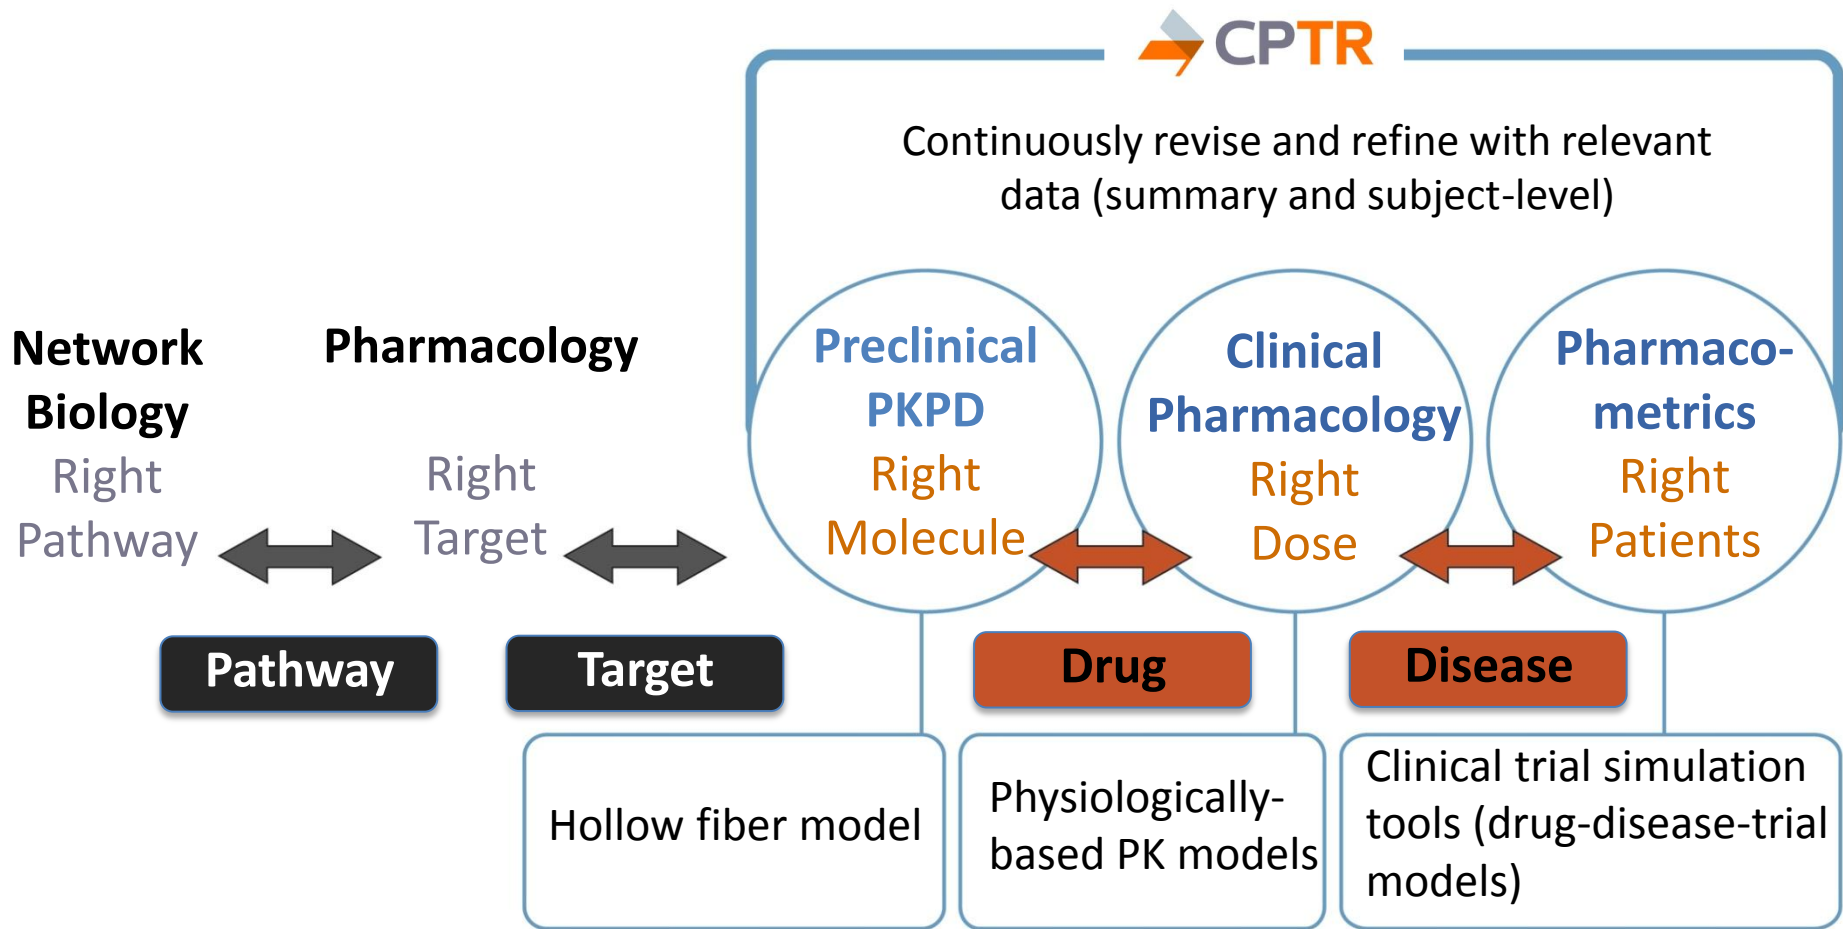 CPTR
Continuously revise and refine with relevant
data (summary and subject-level)
Network
Biology
Right
Pathway
Pharmacology
Right
Target
Preclinical
PKPD
Right
Molecule
Clinical
Pharmacology
Right
Dose
Pharmaco-
metrics
Right
Patients
Pathway
Target
Drug
Disease
Hollow fiber model
Physiologically-
based PK models
Clinical trial simulation
tools (drug-disease-trial
models)